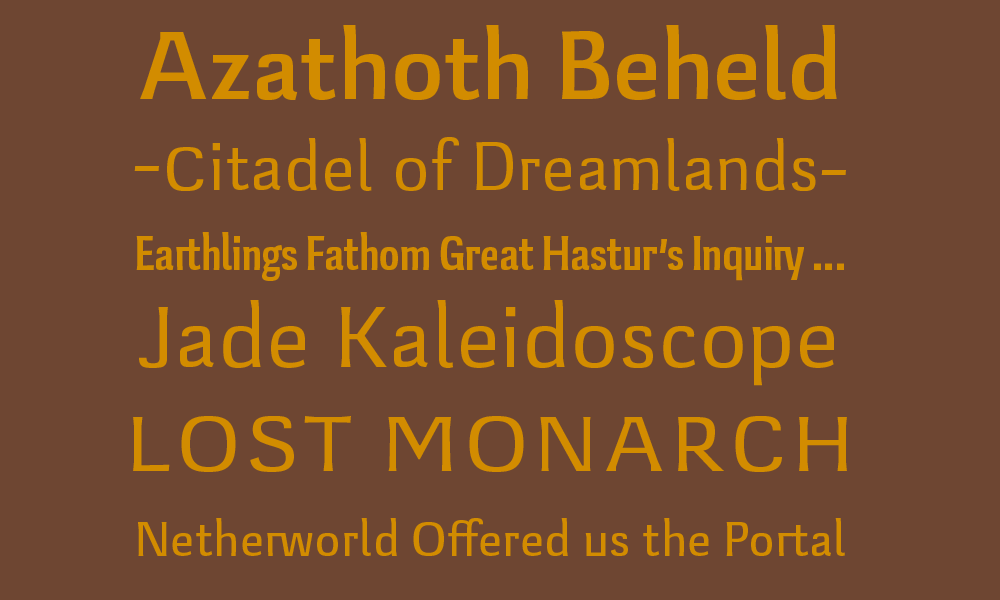 Azathoth Beheld
–Citadel of Dreamlands–
Earthlings Fathom Great Hastur’s Inquiry ...
Jade Kaleidoscope
LOST MONARCH
Netherworld Offered us the Portal